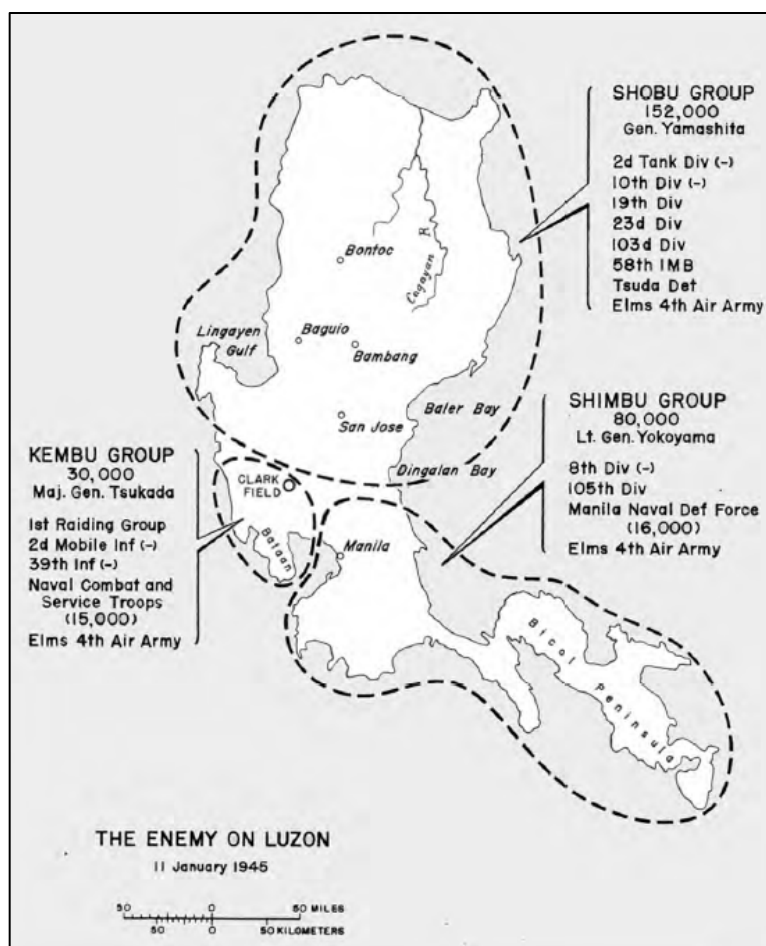 SHOBU GROUP
152,000
Gen. Yamashita
2d Tank Div (-)
10th Div (-)
19th Div
23d Div
103d Div
58th IMB
Tsuda Det
Elms 4th Air Army
Bontoc
Cagayan R
Lingayen
Gulf
Baguio
Bambang
San Jose
Baler Bay
Dingalan Bay
SHIMBU GROUP
80,000
Lt. Gen. Yokoyama
8th Div (-)
105th Div
Manila Naval Def Force
(16,000)
Elms 4th Air Army
KEMBU GROUP
30,000
Maj. Gen. Tsukada
1st Raiding Group
2d Mobile Inf (-)
39th Inf (-)
Naval Combat and
Service Troops
(15,000)
Elms 4th Air Army
CLARK
FIELD
Bataan
Manila
Bicol Peninsula
THE ENEMY ON LUZON
11 January 1945
50 0 50 MILES
50 0 50 KILOMETERS